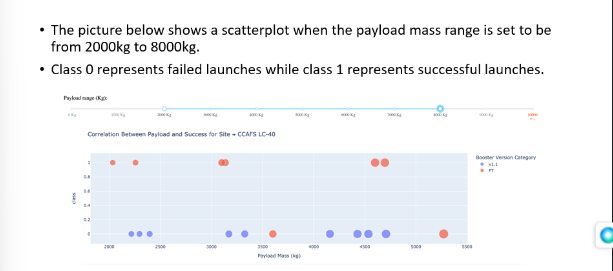 • The picture below shows a scatterplot when the payload mass range is set to be
from 2000kg to 8000kg.
• Class 0 represents failed launches while class 1 represents successful launches.
Payload range (Kg):
Correlation Between Payload and Success for Site → CCAFS LC-40
Booster Version Category
v1.1
FT
1
0.8
0.6
0.4
0.2
0
class
2000 2500 3000 3500 4000 4500 5000 5500
Payload Mass (kg)